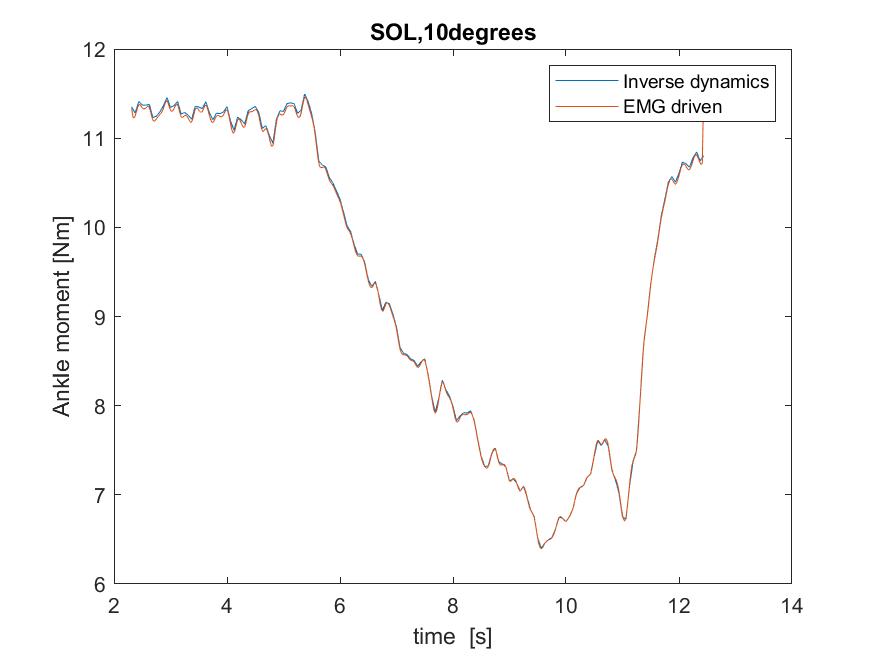 SOL,10degrees
12
11
10
9
8
7
6
Ankle moment [Nm]
Inverse dynamics
EMG driven
2 4 6 8 10 12 14
time [s]